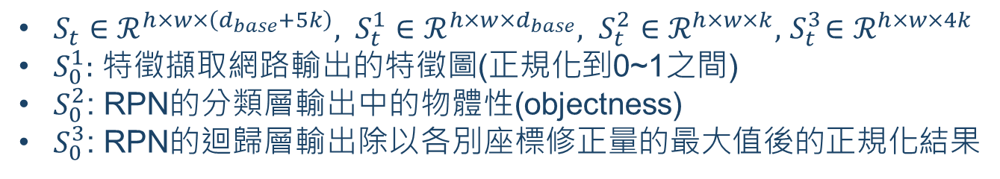 • $S_t \in \mathcal{R}^{h \times w \times (d_{base}+5k)},\ S_t^1 \in \mathcal{R}^{h \times w \times d_{base}},\ S_t^2 \in \mathcal{R}^{h \times w \times k}, S_t^3 \in \mathcal{R}^{h \times w \times 4k}$
• $S_0^1$: 特徵擷取網路輸出的特徵圖(正規化到0~1之間)
• $S_0^2$: RPN的分類層輸出中的物體性(objectness)
• $S_0^3$: RPN的迴歸層輸出除以各別座標修正量的最大值後的正規化結果